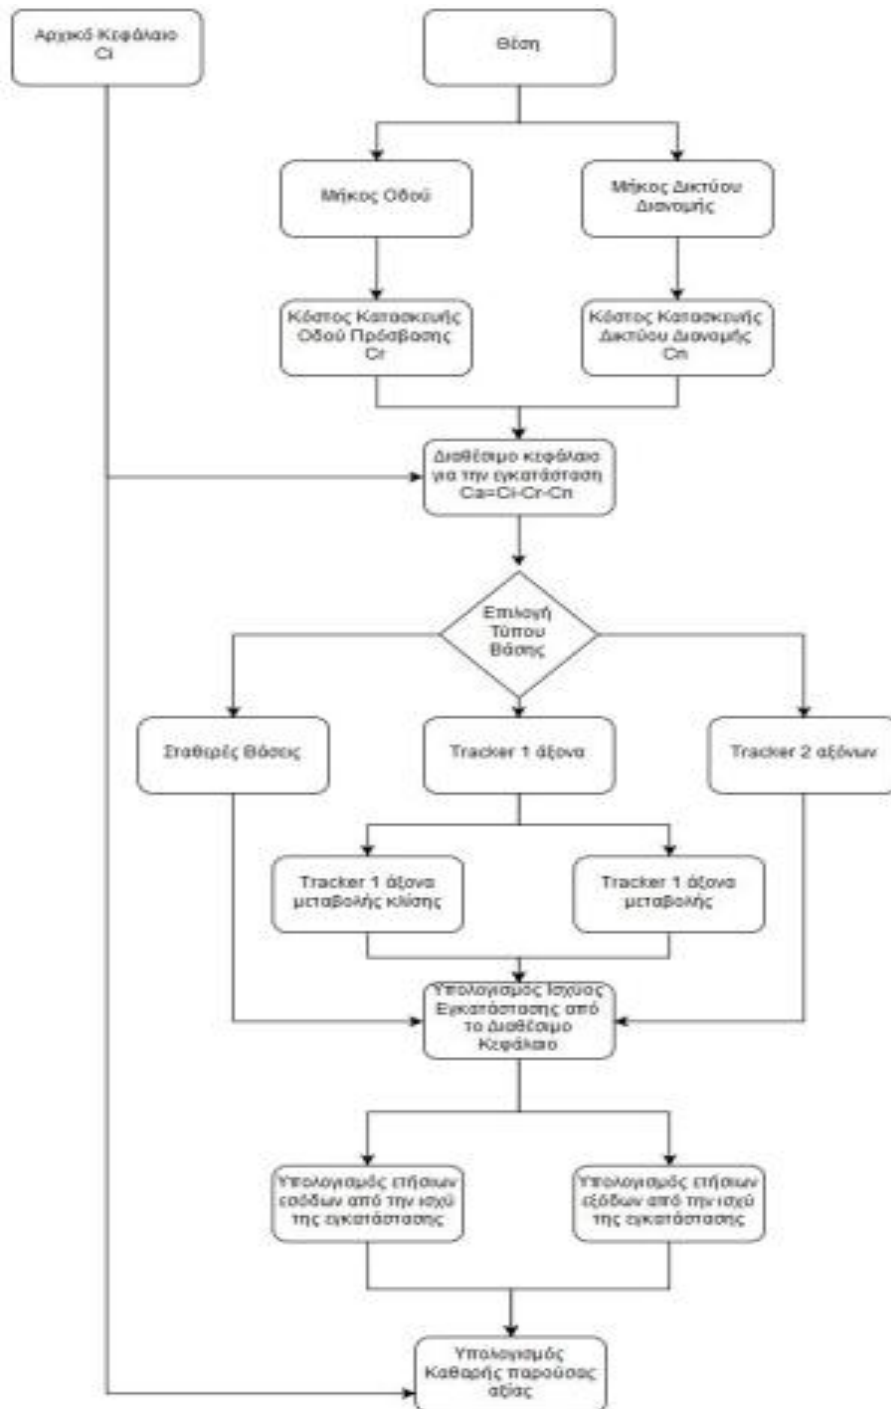 Αρχικό Κεφάλαιο
Ci
Θέση
Μήκος Οδού
Μήκος Δικτύου
Διανομής
Κόστος Κατασκευής
Οδού Πρόσβασης
Cr
Κόστος Κατασκευής
Δικτύου Διανομής
Cn
Διαθέσιμο κεφάλαιο
για την εγκατάσταση
Ca=Ci-Cr-Cn
Επιλογή
Τύπου
Βάσης
Σταθερές Βάσεις
Tracker 1 άξονα
Tracker 2 αξόνων
Tracker 1 άξονα
μεταβολής κλίσης
Tracker 1 άξονα
μεταβολής
Υπολογισμός Ισχύος
Εγκατάστασης από
το Διαθέσιμο
Κεφάλαιο
Υπολογισμός ετήσιων
εσόδων από την ισχύ
της εγκατάστασης
Υπολογισμός ετήσιων
εξόδων από την ισχύ
της εγκατάστασης
Υπολογισμός
Καθαρής παρούσας
αξίας